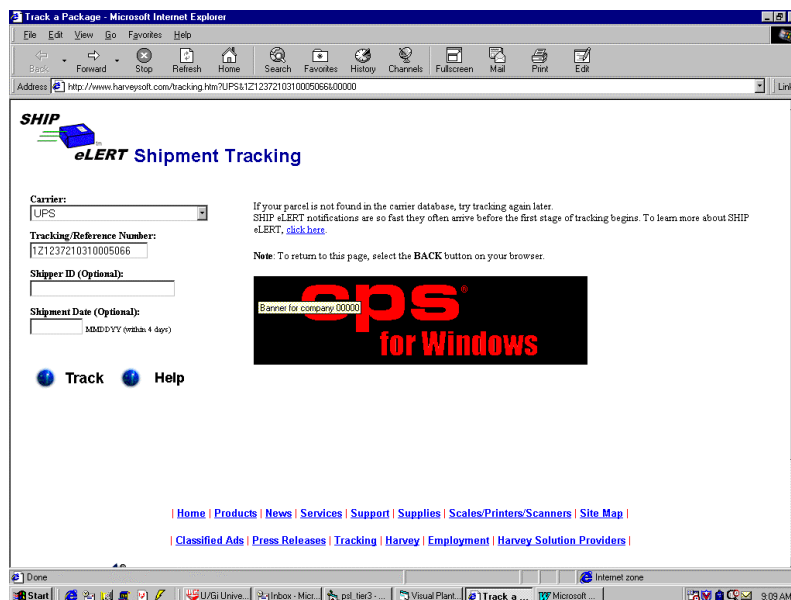 Track a Package - Microsoft Internet Explorer
File Edit View Go Favorites Help
Back Forward Stop Refresh Home Search Favorites History Channels Fullscreen Mail Print Edit
Address http://www.harveysoft.com/tracking.htm?UPS&1Z1237210310005066&00000 Link
SHIP
eLERT Shipment Tracking
Carrier:
UPS
Tracking/Reference Number:
1Z1237210310005066
Shipper ID (Optional):
Shipment Date (Optional):
MMDDYY (within 4 days)
Track Help
If your parcel is not found in the carrier database, try tracking again later.
SHIP eLERT notifications are so fast they often arrive before the first stage of tracking begins. To learn more about SHIP
eLERT, click here.
Note: To return to this page, select the BACK button on your browser.
cps®
Banner for company 00000
for Windows
| Home | Products | News | Services | Support | Supplies | Scales/Printers/Scanners | Site Map |
| Classified Ads | Press Releases | Tracking | Harvey | Employment | Harvey Solution Providers |
Done Internet zone
Start U/Gi Unive... Inbox - Micr... psl_tier3 - ... Visual Plant... Track a ... Microsoft ... 9:09 AM